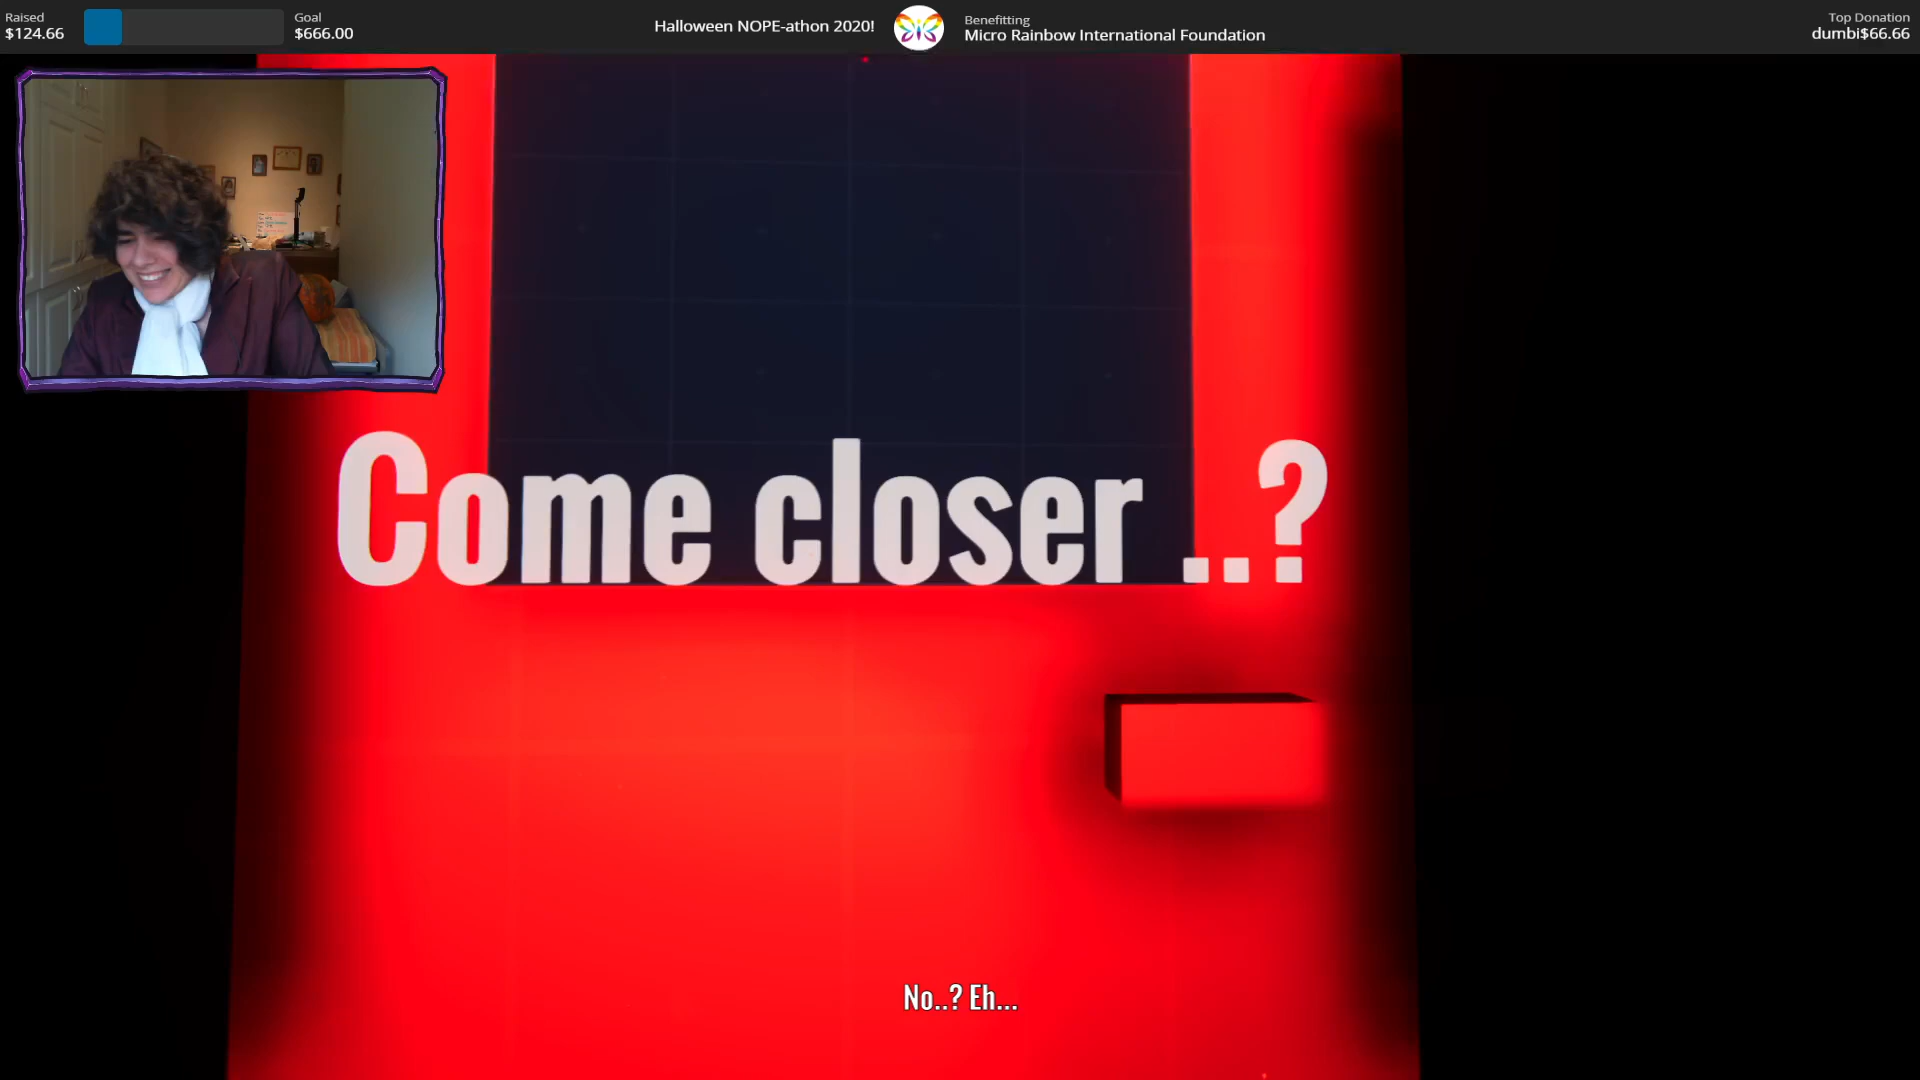 Raised
$124.66
Goal
$666.00
Halloween NOPE-athon 2020!
Benefitting
Micro Rainbow International Foundation
Top Donation
dumbi$66.66
Come closer ..?
No..? Eh...